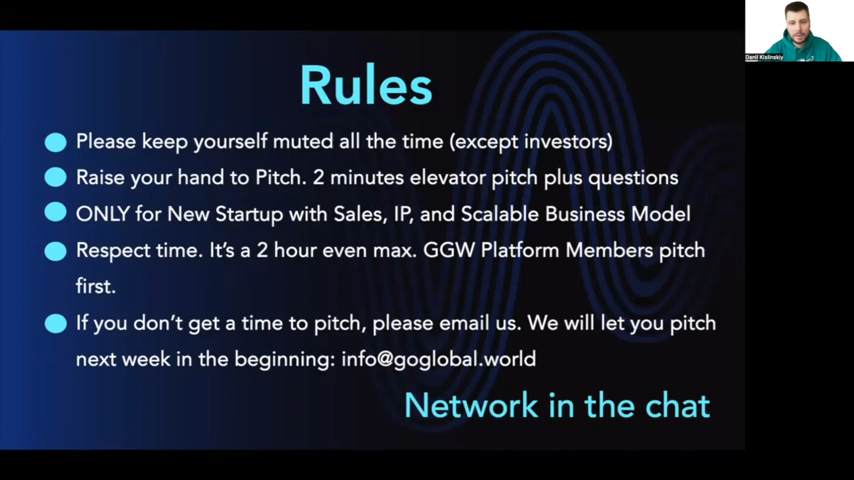 Rules
Please keep yourself muted all the time (except investors)
Raise your hand to Pitch. 2 minutes elevator pitch plus questions
ONLY for New Startup with Sales, IP, and Scalable Business Model
Respect time. It’s a 2 hour even max. GGW Platform Members pitch
first.
If you don’t get a time to pitch, please email us. We will let you pitch
next week in the beginning: info@goglobal.world
Network in the chat
Danil Kislinskiy